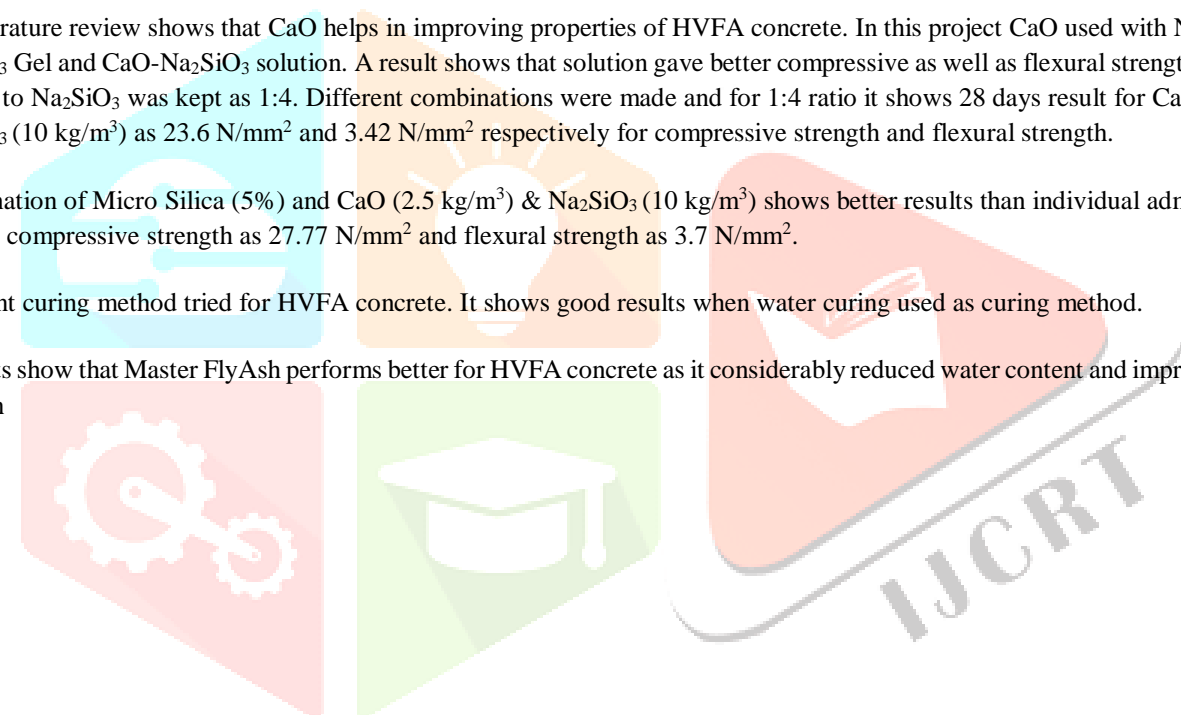 rature review shows that CaO helps in improving properties of HVFA concrete. In this project CaO used with N
₃ Gel and CaO-Na₂SiO₃ solution. A result shows that solution gave better compressive as well as flexural strengt
to Na₂SiO₃ was kept as 1:4. Different combinations were made and for 1:4 ratio it shows 28 days result for Ca
₃ (10 kg/m³) as 23.6 N/mm² and 3.42 N/mm² respectively for compressive strength and flexural strength.
nation of Micro Silica (5%) and CaO (2.5 kg/m³) & Na₂SiO₃ (10 kg/m³) shows better results than individual adm
compressive strength as 27.77 N/mm² and flexural strength as 3.7 N/mm².
nt curing method tried for HVFA concrete. It shows good results when water curing used as curing method.
s show that Master FlyAsh performs better for HVFA concrete as it considerably reduced water content and impr
n
IJCRT